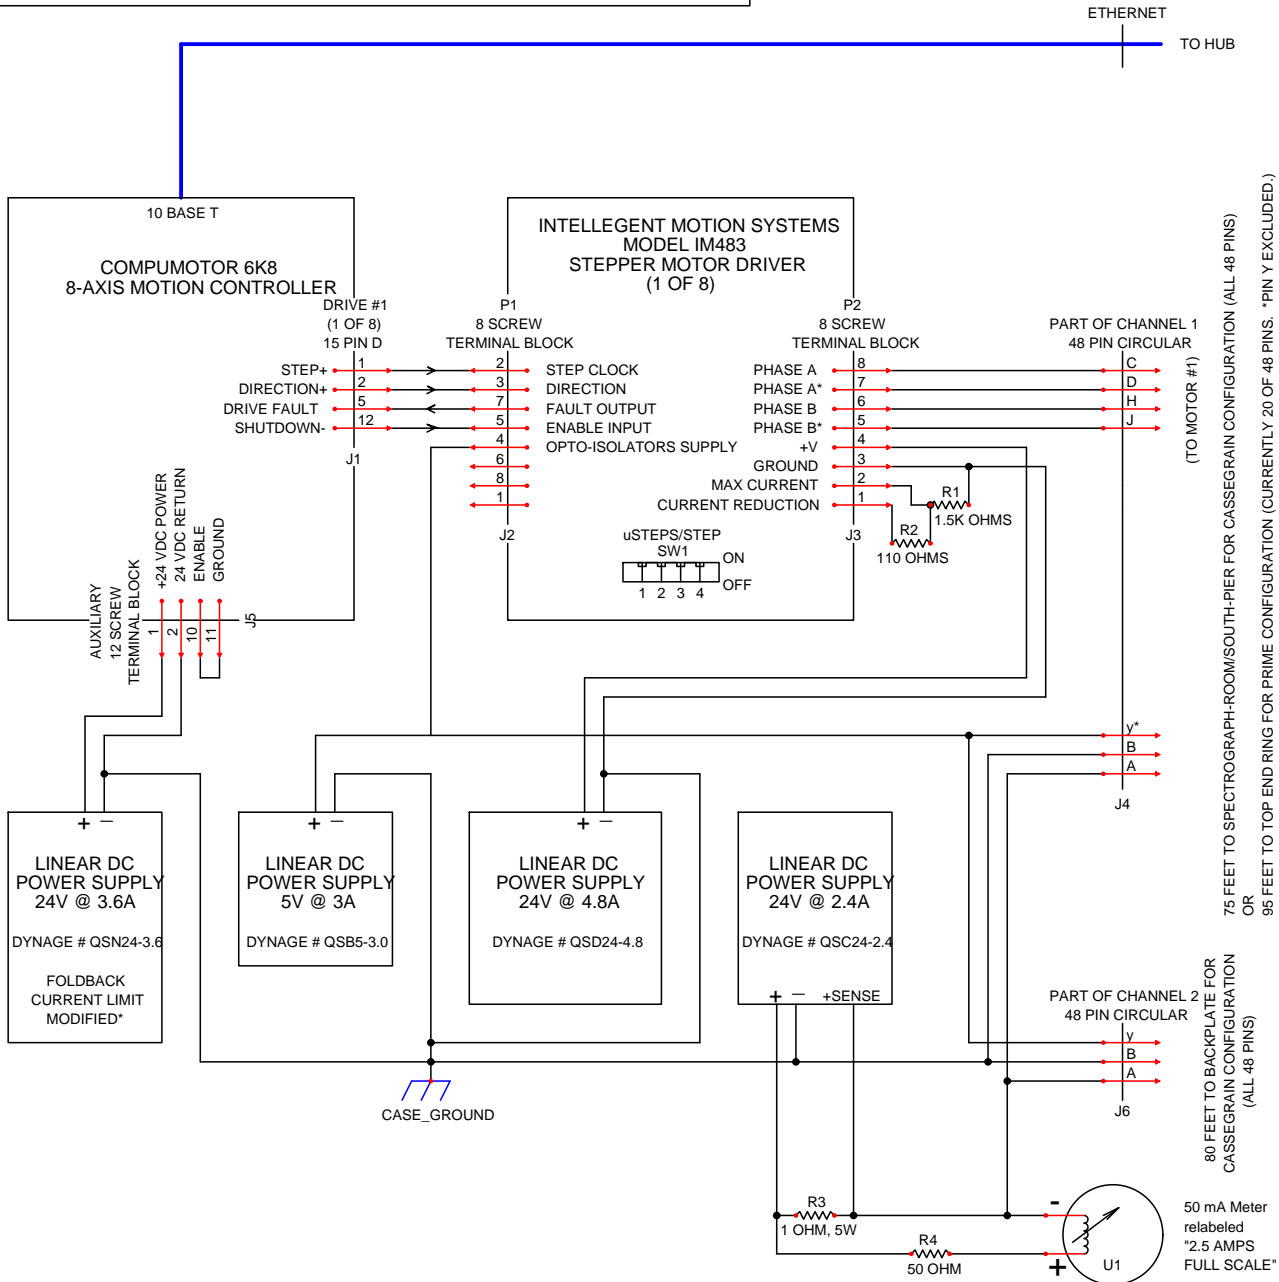 ETHERNET
TO HUB
10 BASE T
COMPUMOTOR 6K8
8-AXIS MOTION CONTROLLER
DRIVE #1
(1 OF 8)
15 PIN D
STEP+
1
DIRECTION+
2
DRIVE FAULT
5
SHUTDOWN-
12
J1
+24 VDC POWER
24 VDC RETURN
ENABLE
GROUND
AUXILIARY
12 SCREW
TERMINAL BLOCK
1
2
10
11
J5
INTELLEGENT MOTION SYSTEMS
MODEL IM483
STEPPER MOTOR DRIVER
(1 OF 8)
P1
8 SCREW
TERMINAL BLOCK
2
STEP CLOCK
3
DIRECTION
7
FAULT OUTPUT
5
ENABLE INPUT
4
OPTO-ISOLATORS SUPPLY
6
8
1
J2
P2
8 SCREW
TERMINAL BLOCK
PHASE A
8
PHASE A*
7
PHASE B
6
PHASE B*
5
+V
4
GROUND
3
MAX CURRENT
2
CURRENT REDUCTION
1
J3
uSTEPS/STEP
SW1
ON
OFF
1 2 3 4
R1
1.5K OHMS
R2
110 OHMS
PART OF CHANNEL 1
48 PIN CIRCULAR
C
D
H
J
(TO MOTOR #1)
y*
B
A
J4
75 FEET TO SPECTROGRAPH-ROOM/SOUTH-PIER FOR CASSEGRAIN CONFIGURATION (ALL 48 PINS)
OR
95 FEET TO TOP END RING FOR PRIME CONFIGURATION (CURRENTLY 20 OF 48 PINS. *PIN Y EXCLUDED.)
+ −
LINEAR DC
POWER SUPPLY
24V @ 3.6A
DYNAGE # QSN24-3.6
FOLDBACK
CURRENT LIMIT
MODIFIED*
+ −
LINEAR DC
POWER SUPPLY
5V @ 3A
DYNAGE # QSB5-3.0
+ −
LINEAR DC
POWER SUPPLY
24V @ 4.8A
DYNAGE # QSD24-4.8
LINEAR DC
POWER SUPPLY
24V @ 2.4A
DYNAGE # QSC24-2.4
+ − +SENSE
CASE_GROUND
PART OF CHANNEL 2
48 PIN CIRCULAR
y
B
A
J6
80 FEET TO BACKPLATE FOR
CASSEGRAIN CONFIGURATION
(ALL 48 PINS)
R3
1 OHM, 5W
R4
50 OHM
-
+
U1
50 mA Meter
relabeled
"2.5 AMPS
FULL SCALE"